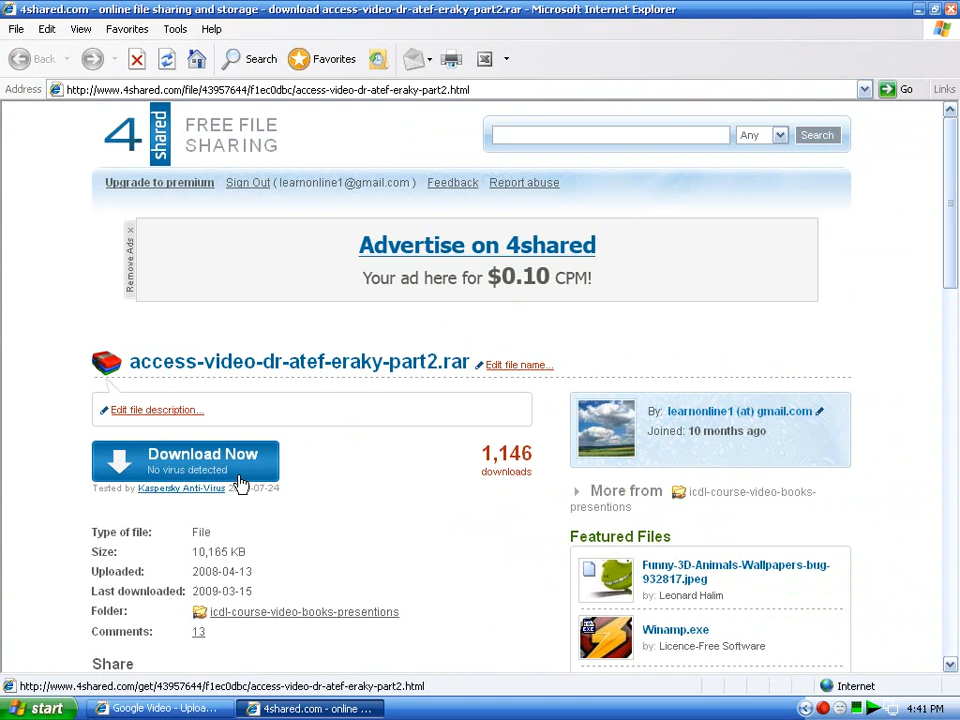 4shared.com - online file sharing and storage - download access-video-dr-atef-eraky-part2.rar - Microsoft Internet Explorer
File Edit View Favorites Tools Help
Back Search Favorites
Address http://www.4shared.com/file/43957644/f1ec0dbc/access-video-dr-atef-eraky-part2.html Go Links
4 shared FREE FILE SHARING
Any Search
Upgrade to premium Sign Out ( learnonline1@gmail.com ) Feedback Report abuse
Remove Ads x
Advertise on 4shared
Your ad here for $0.10 CPM!
access-video-dr-atef-eraky-part2.rar Edit file name...
Edit file description...
Download Now
No virus detected
Tested by Kaspersky Anti-Virus -07-24
1,146
downloads
Type of file: File
Size: 10,165 KB
Uploaded: 2008-04-13
Last downloaded: 2009-03-15
Folder: icdl-course-video-books-presentions
Comments: 13
Share
By: learnonline1 (at) gmail.com
Joined: 10 months ago
More from icdl-course-video-books-
presentions
Featured Files
Funny-3D-Animals-Wallpapers-bug-
932817.jpeg
by: Leonard Halim
EXE
Winamp.exe
by: Licence-Free Software
http://www.4shared.com/get/43957644/f1ec0dbc/access-video-dr-atef-eraky-part2.html Internet
start Google Video - Uploa... 4shared.com - online ... 4:41 PM